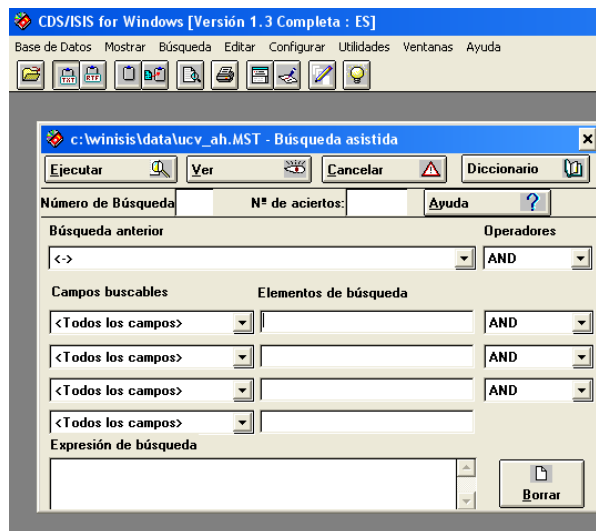 CDS/ISIS for Windows [Versión 1.3 Completa : ES]
Base de Datos Mostrar Búsqueda Editar Configurar Utilidades Ventanas Ayuda
TXT RTF
c:\winisis\data\ucv_ah.MST - Búsqueda asistida
Ejecutar Ver Cancelar Diccionario
Número de Búsqueda Nº de aciertos: Ayuda ?
Búsqueda anterior Operadores
<-> AND
Campos buscables Elementos de búsqueda
<Todos los campos> AND
<Todos los campos> AND
<Todos los campos> AND
<Todos los campos>
Expresión de búsqueda
Borrar